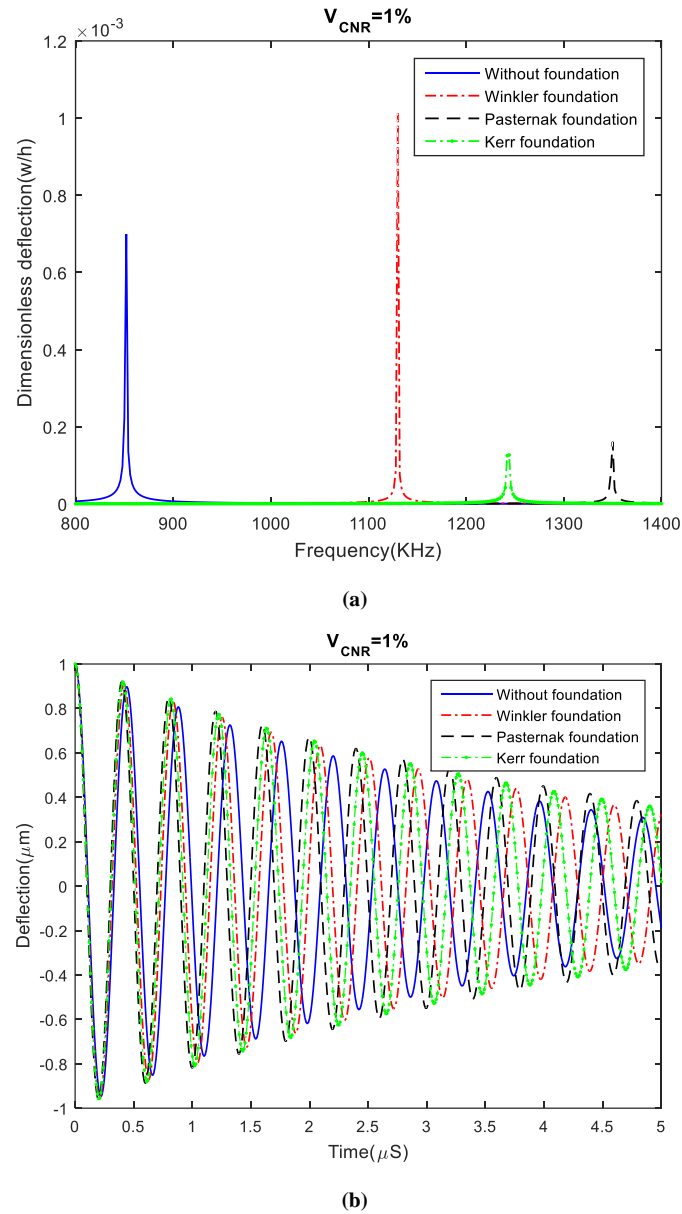 V_CNR=1%
×10⁻³
1.2
1
0.8
0.6
0.4
0.2
0
Dimensionless deflection(w/h)
Without foundation
Winkler foundation
Pasternak foundation
Kerr foundation
800 900 1000 1100 1200 1300 1400
Frequency(KHz)
(a)
V_CNR=1%
1
0.8
0.6
0.4
0.2
0
-0.2
-0.4
-0.6
-0.8
-1
Deflection(μm)
Without foundation
Winkler foundation
Pasternak foundation
Kerr foundation
0 0.5 1 1.5 2 2.5 3 3.5 4 4.5 5
Time(μS)
(b)